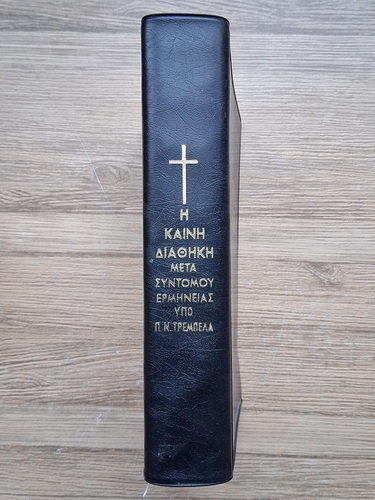 Η
ΚΑΙΝΗ
ΔΙΑΘΗΚΗ
ΜΕΤΑ
ΣΥΝΤΟΜΟΥ
ΕΡΜΗΝΕΙΑΣ
ΥΠΟ
Π. Ν. ΤΡΕΜΠΕΛΑ